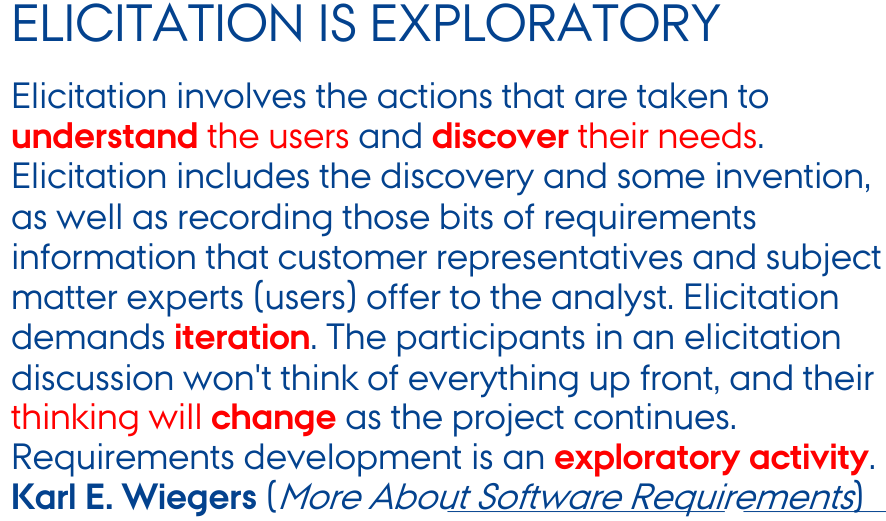 ELICITATION IS EXPLORATORY
Elicitation involves the actions that are taken to
understand the users and discover their needs.
Elicitation includes the discovery and some invention,
as well as recording those bits of requirements
information that customer representatives and subject
matter experts (users) offer to the analyst. Elicitation
demands iteration. The participants in an elicitation
discussion won't think of everything up front, and their
thinking will change as the project continues.
Requirements development is an exploratory activity.
Karl E. Wiegers (More About Software Requirements)